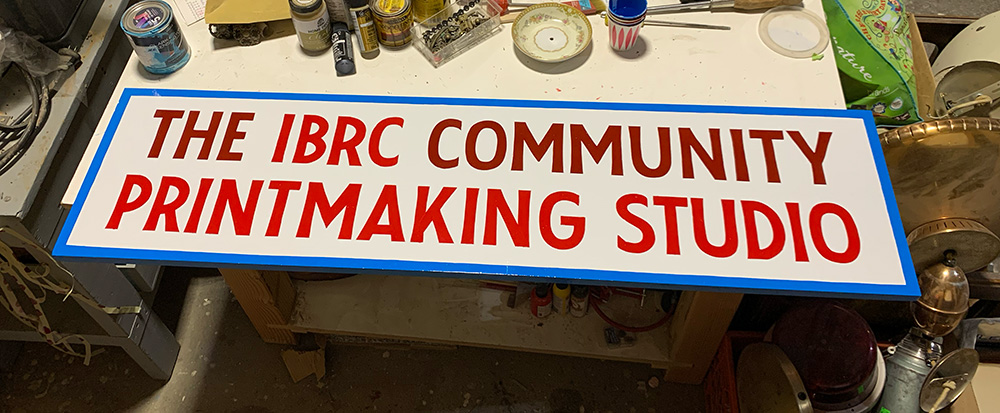 THE IBRC COMMUNITY
PRINTMAKING STUDIO